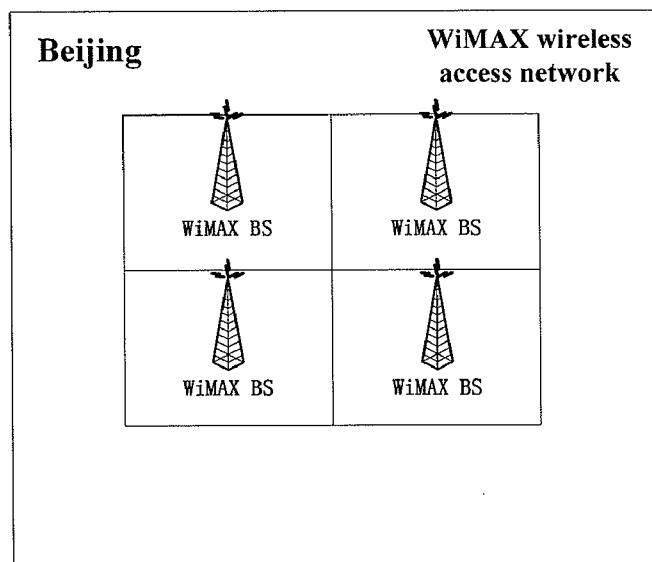 Beijing
WiMAX wireless
access network
WiMAX BS
WiMAX BS
WiMAX BS
WiMAX BS